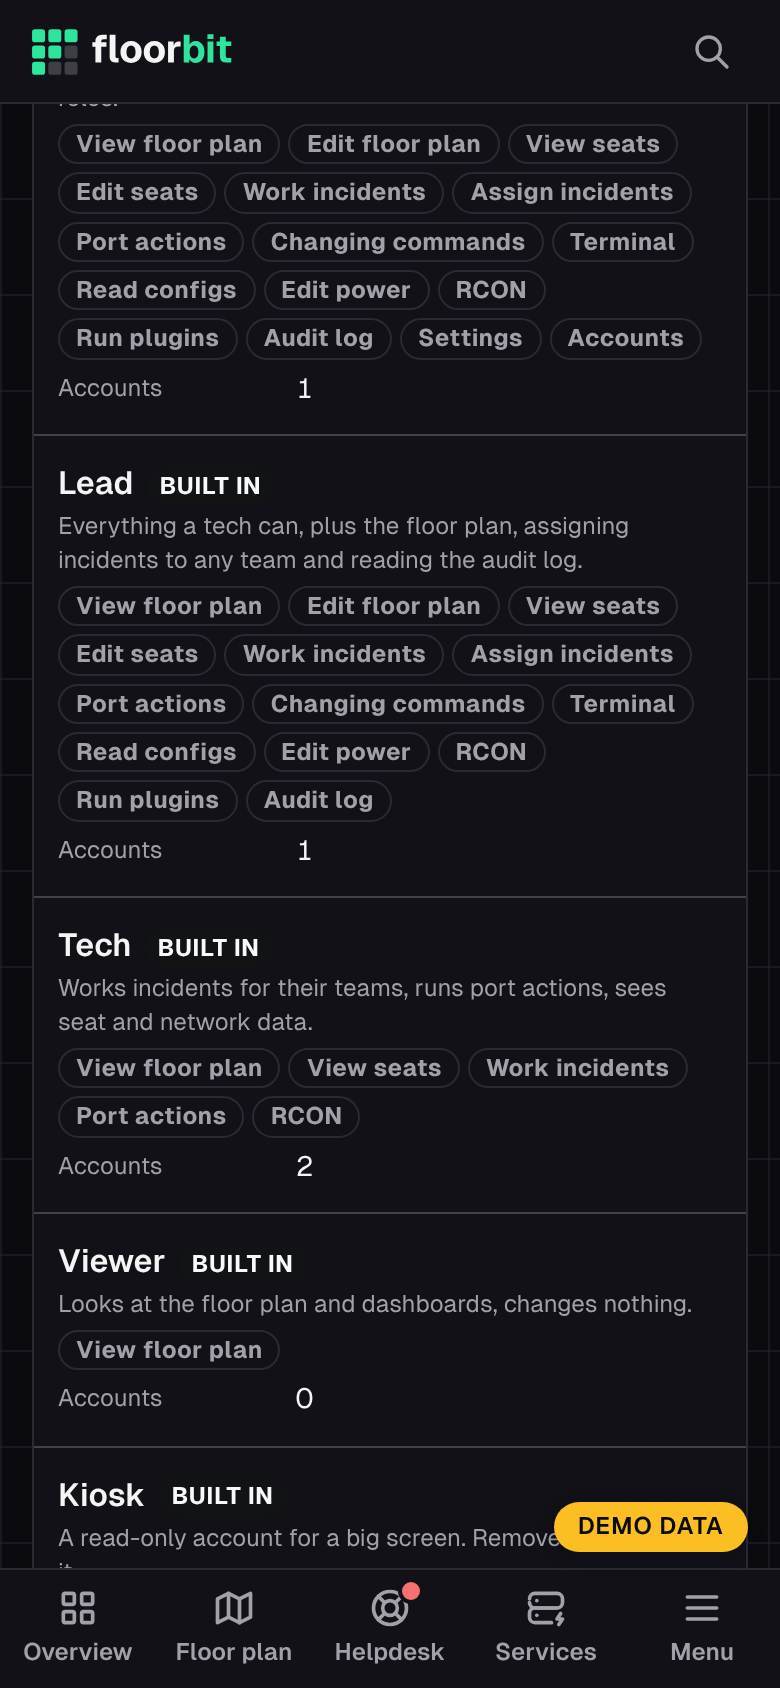 floorbit
roles.
View floor plan Edit floor plan View seats
Edit seats Work incidents Assign incidents
Port actions Changing commands Terminal
Read configs Edit power RCON
Run plugins Audit log Settings Accounts
Accounts 1
Lead BUILT IN
Everything a tech can, plus the floor plan, assigning
incidents to any team and reading the audit log.
View floor plan Edit floor plan View seats
Edit seats Work incidents Assign incidents
Port actions Changing commands Terminal
Read configs Edit power RCON
Run plugins Audit log
Accounts 1
Tech BUILT IN
Works incidents for their teams, runs port actions, sees
seat and network data.
View floor plan View seats Work incidents
Port actions RCON
Accounts 2
Viewer BUILT IN
Looks at the floor plan and dashboards, changes nothing.
View floor plan
Accounts 0
Kiosk BUILT IN
A read-only account for a big screen. Remove
it
DEMO DATA
Overview Floor plan Helpdesk Services Menu